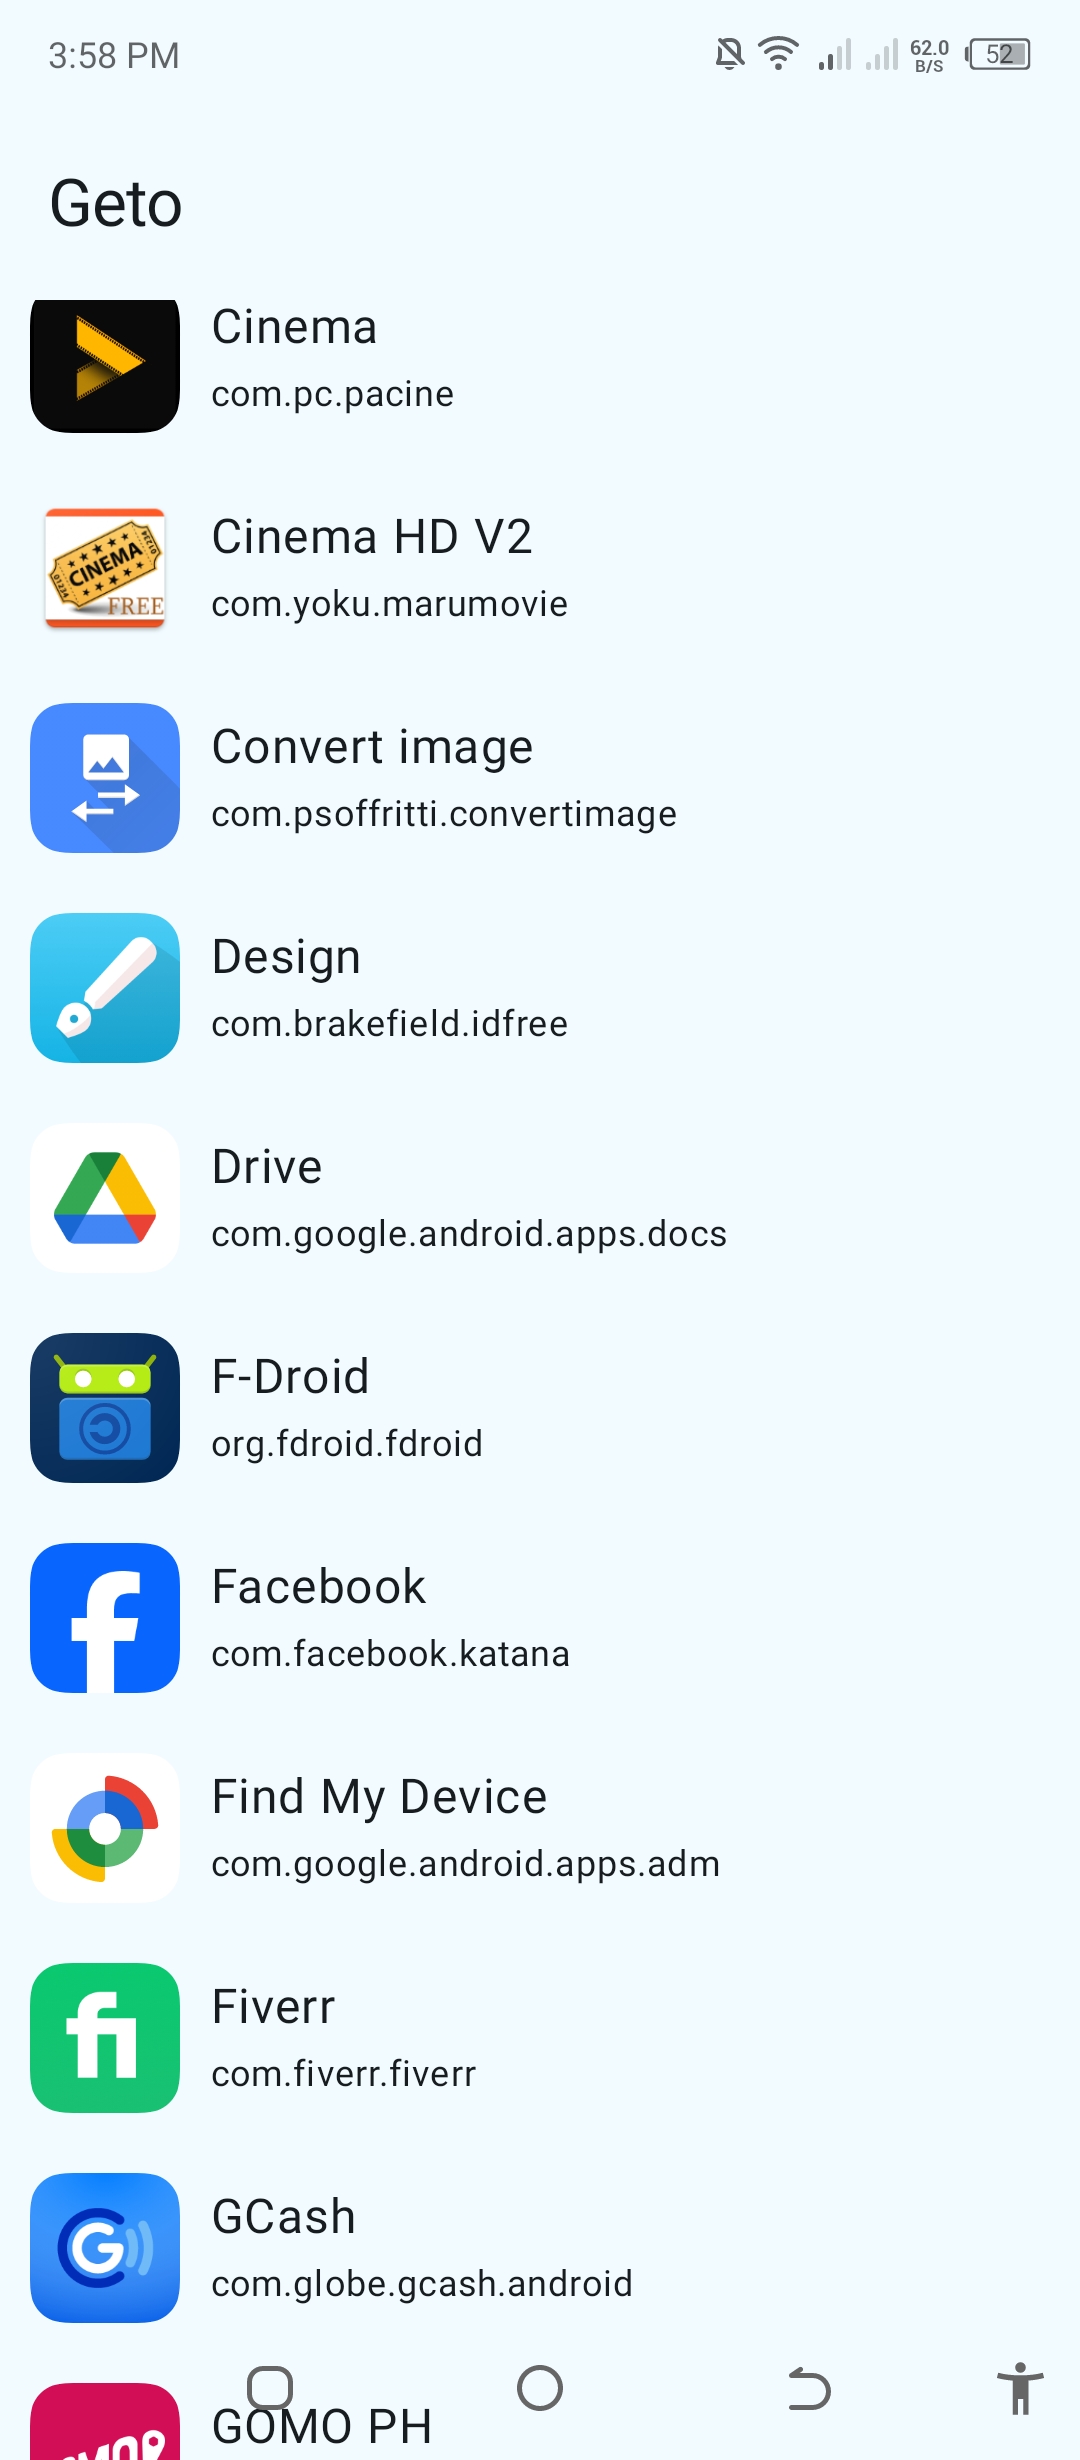 3:58 PM
62.0
B/S
52
Geto
Cinema
com.pc.pacine
CINEMA
FREE
Cinema HD V2
com.yoku.marumovie
Convert image
com.psoffritti.convertimage
Design
com.brakefield.idfree
Drive
com.google.android.apps.docs
F-Droid
org.fdroid.fdroid
Facebook
com.facebook.katana
Find My Device
com.google.android.apps.adm
fi
Fiverr
com.fiverr.fiverr
G
GCash
com.globe.gcash.android
GOMO PH